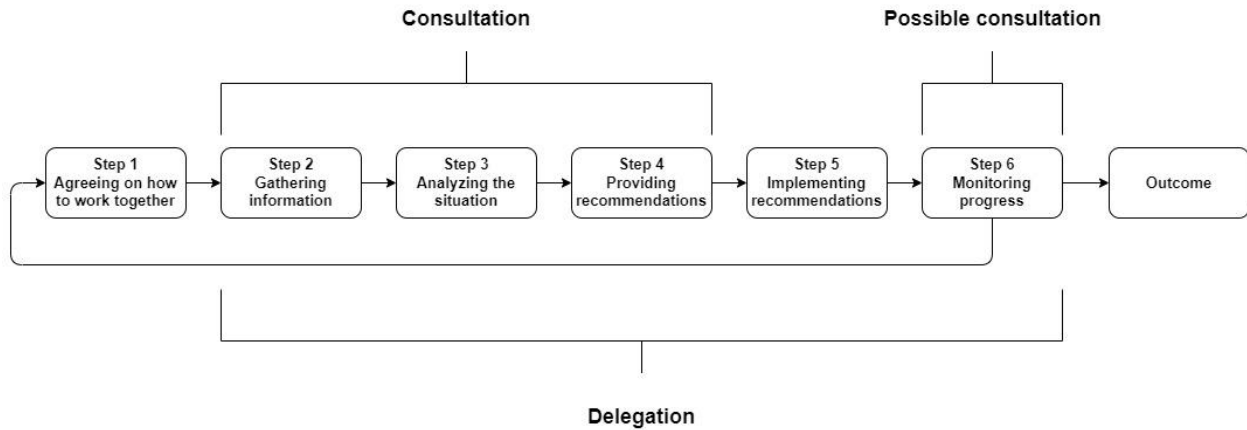 Consultation
Possible consultation
Step 1
Agreeing on how
to work together
Step 2
Gathering
information
Step 3
Analyzing the
situation
Step 4
Providing
recommendations
Step 5
Implementing
recommendations
Step 6
Monitoring
progress
Outcome
Delegation